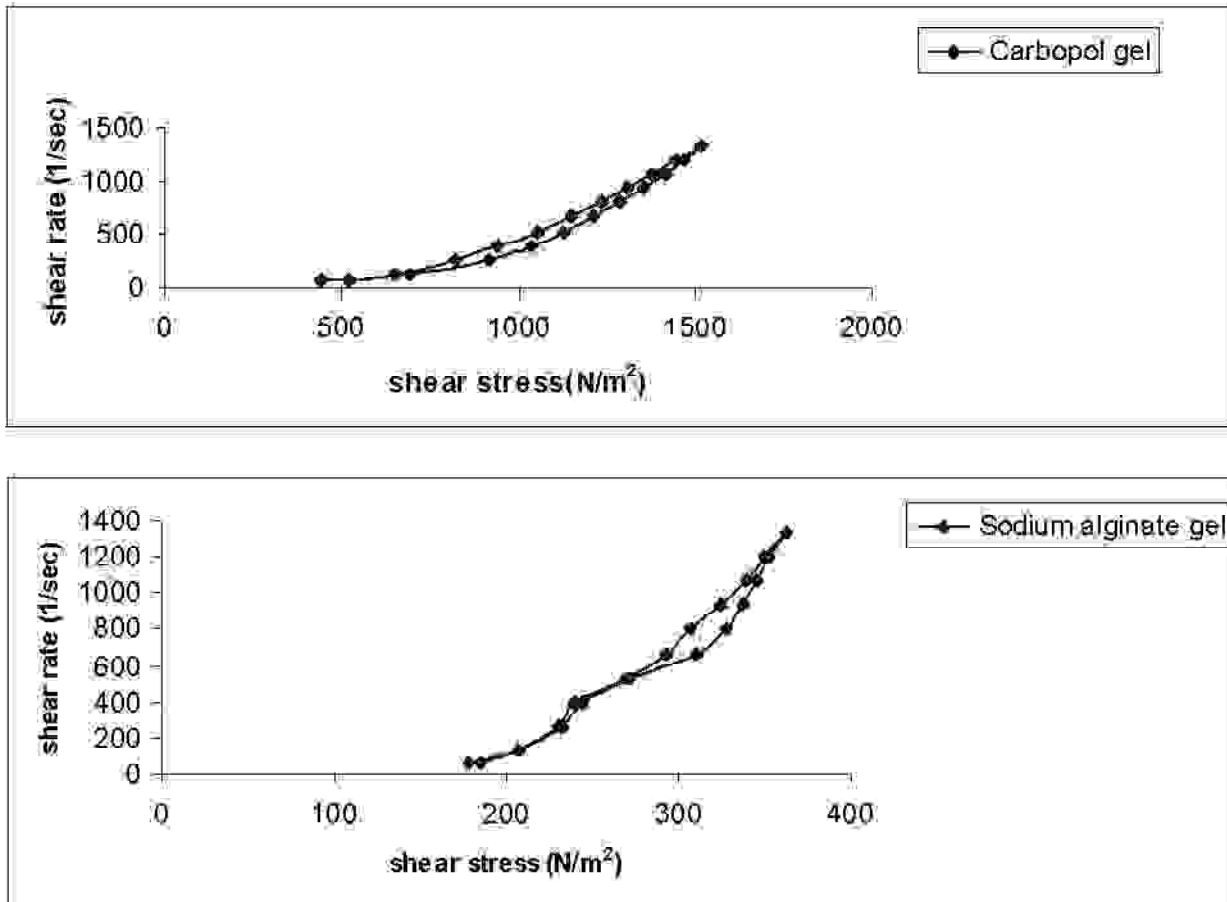 Carbopol gel
shear rate (1/sec)
1500
1000
500
0
0 500 1000 1500 2000
shear stress(N/m²)
Sodium alginate gel
shear rate (1/sec)
1400
1200
1000
800
600
400
200
0
0 100 200 300 400
shear stress (N/m²)